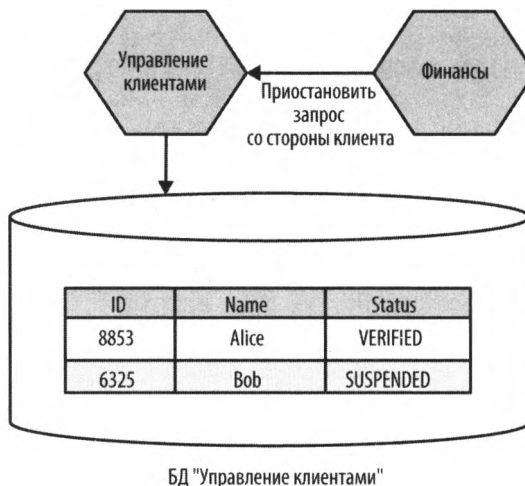 Управление
клиентами
Финансы
Приостановить
запрос
со стороны клиента
ID Name Status
8853 Alice VERIFIED
6325 Bob SUSPENDED
БД "Управление клиентами"